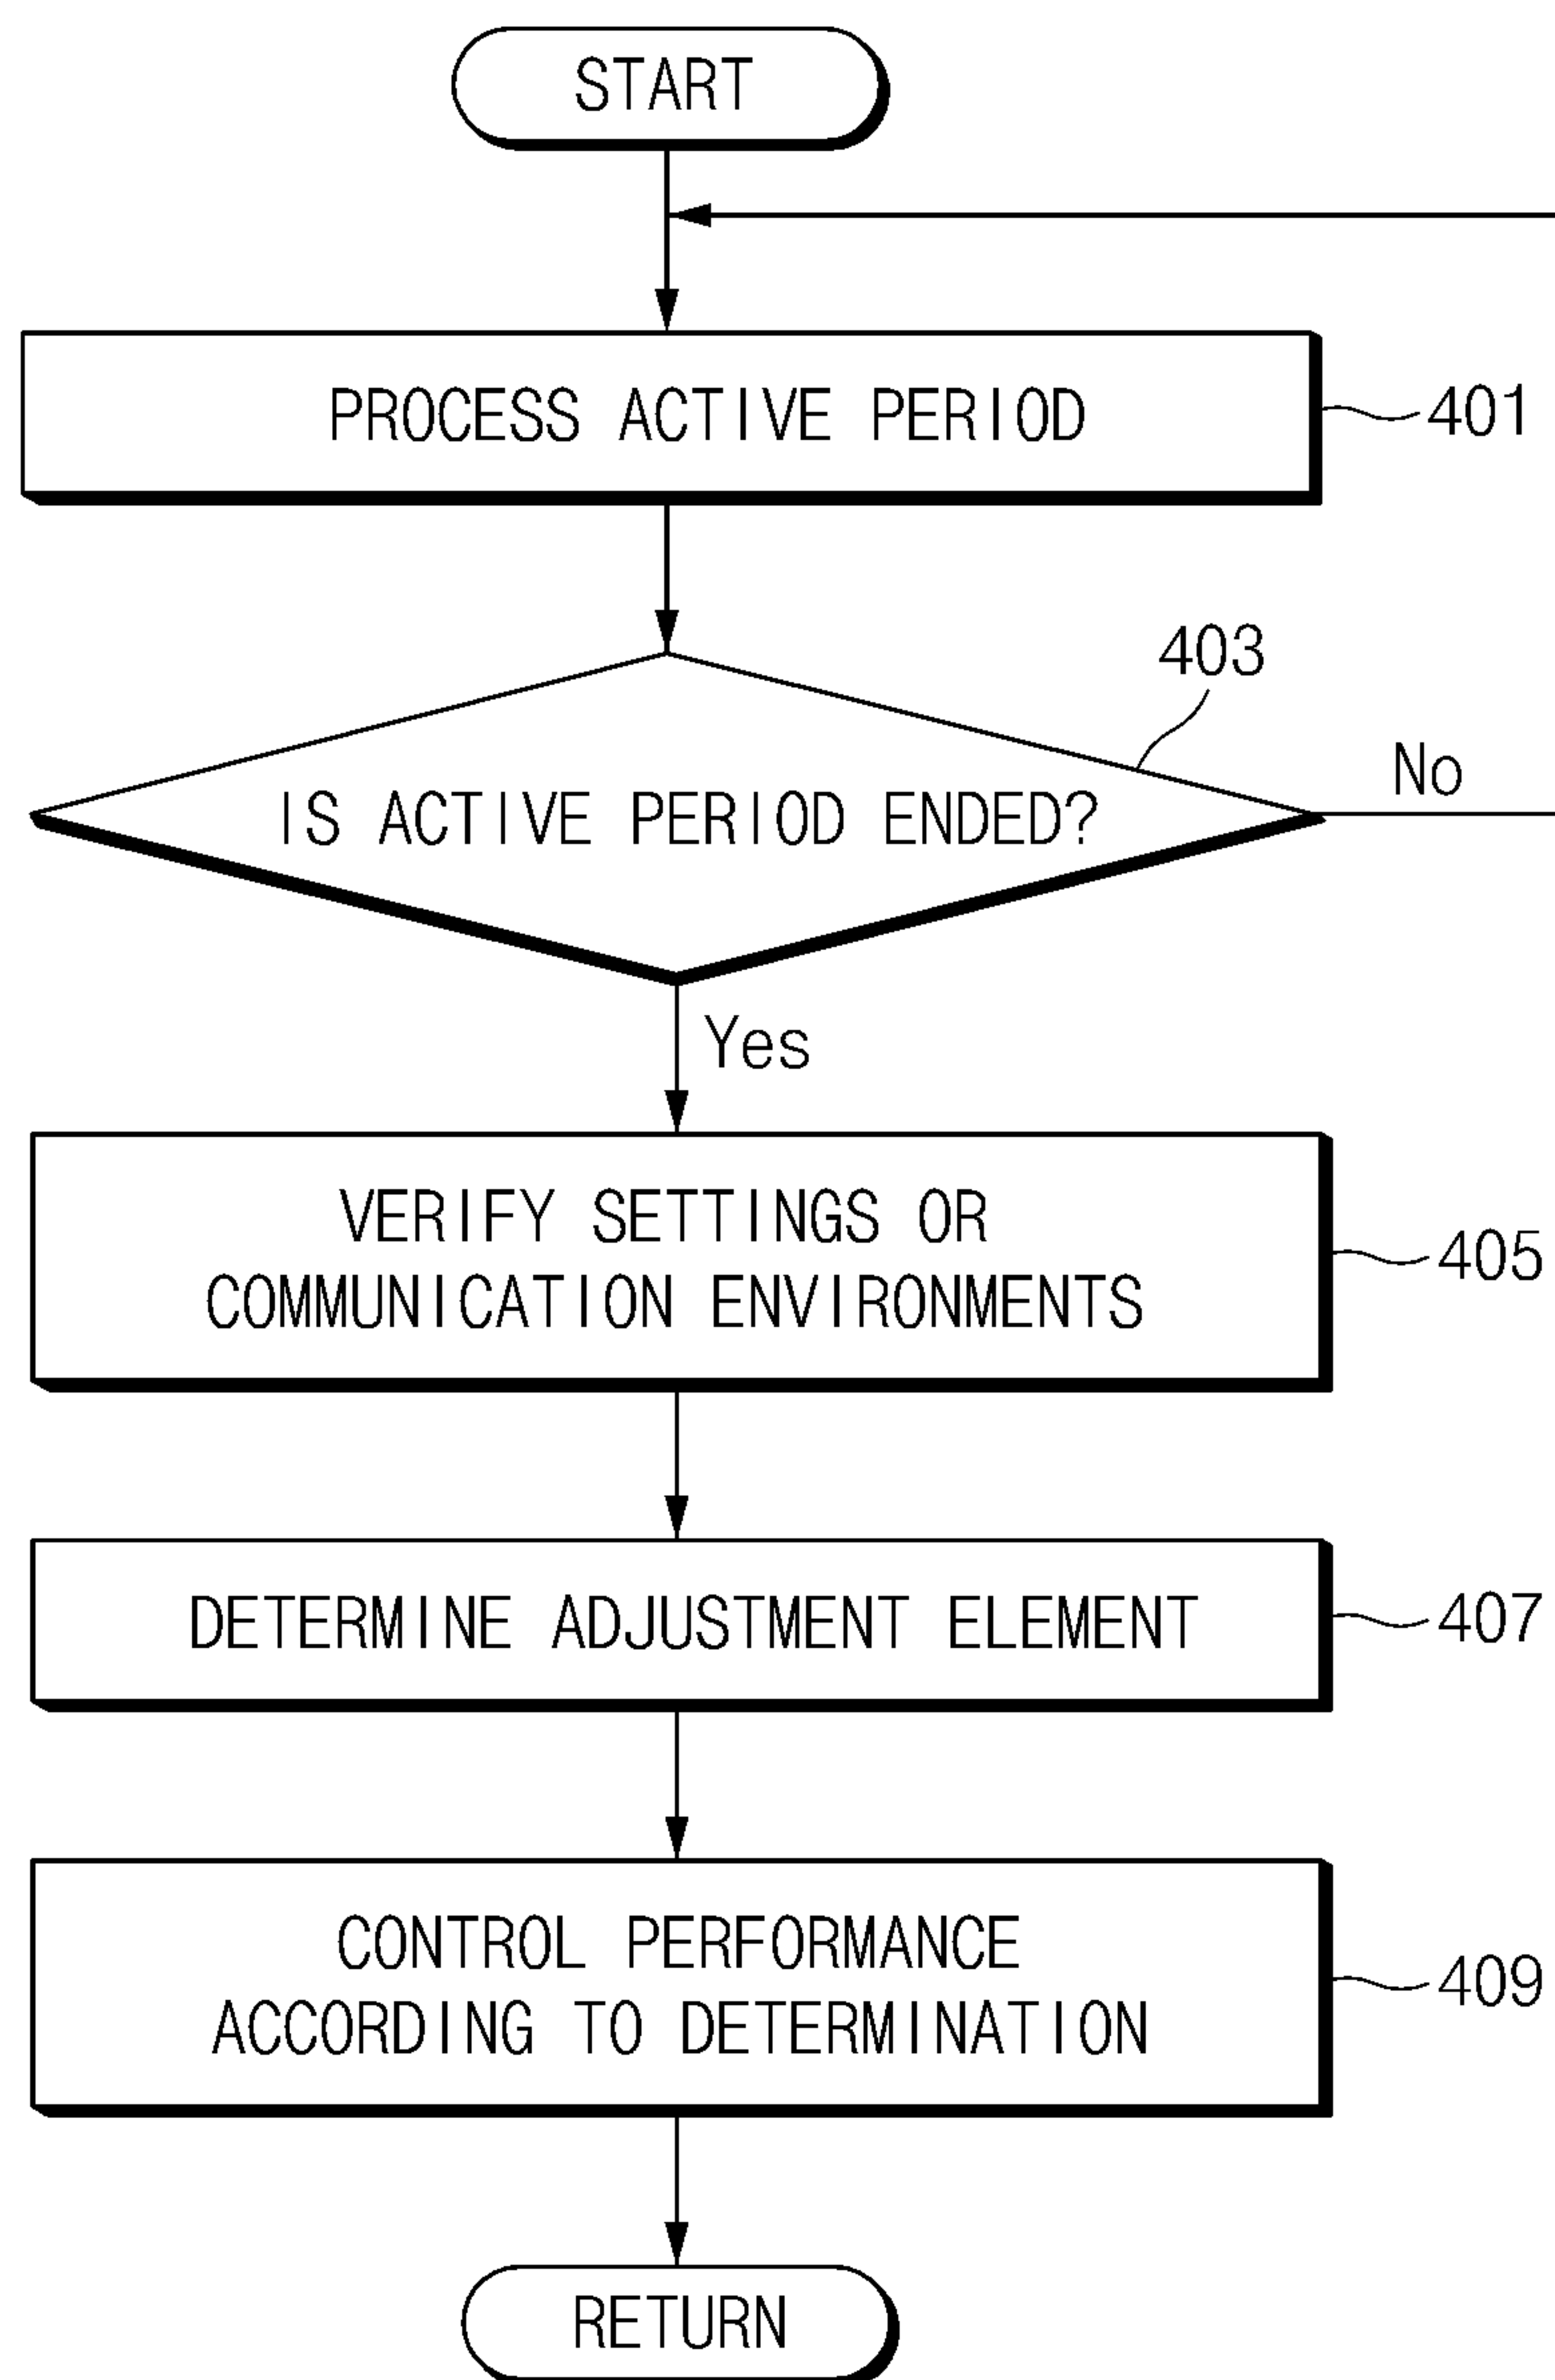 START
PROCESS ACTIVE PERIOD
401
403
IS ACTIVE PERIOD ENDED?
No
Yes
VERIFY SETTINGS OR
COMMUNICATION ENVIRONMENTS
405
DETERMINE ADJUSTMENT ELEMENT
407
CONTROL PERFORMANCE
ACCORDING TO DETERMINATION
409
RETURN